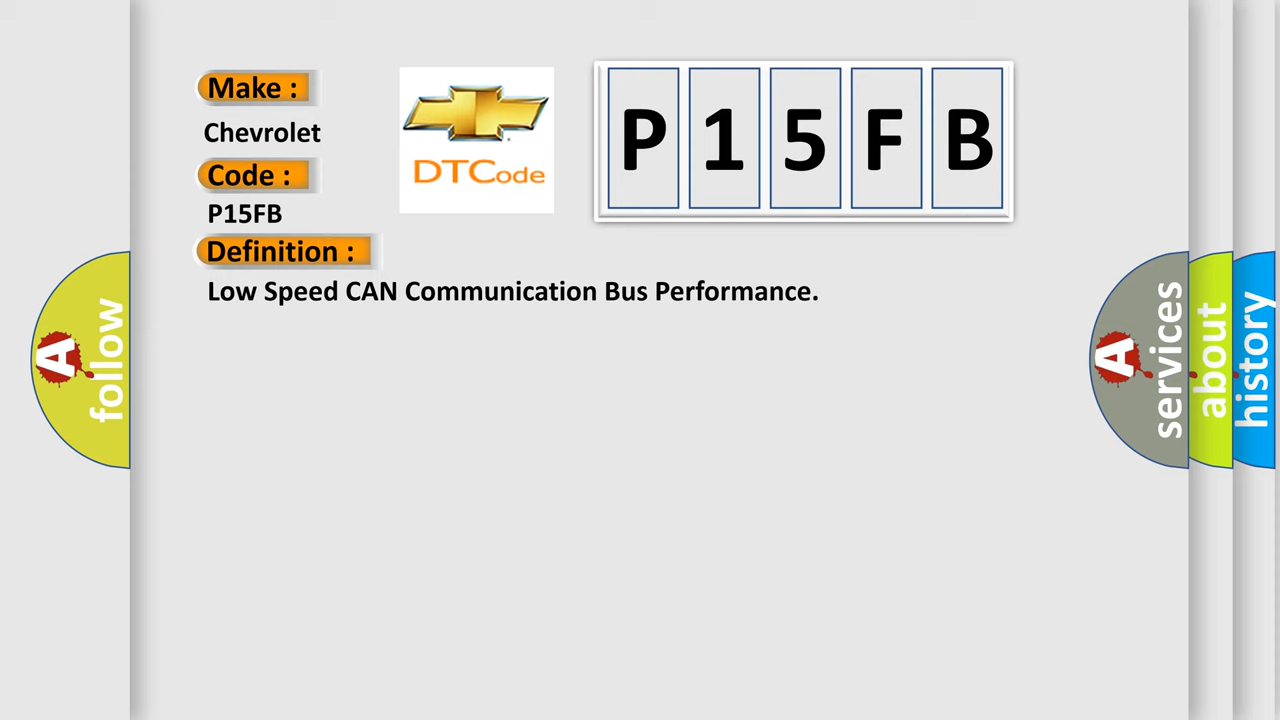 Make :
Chevrolet
Code :
P15FB
Definition :
Low Speed CAN Communication Bus Performance.
DTCode
P 1 5 F B
A follow
A services
about
history